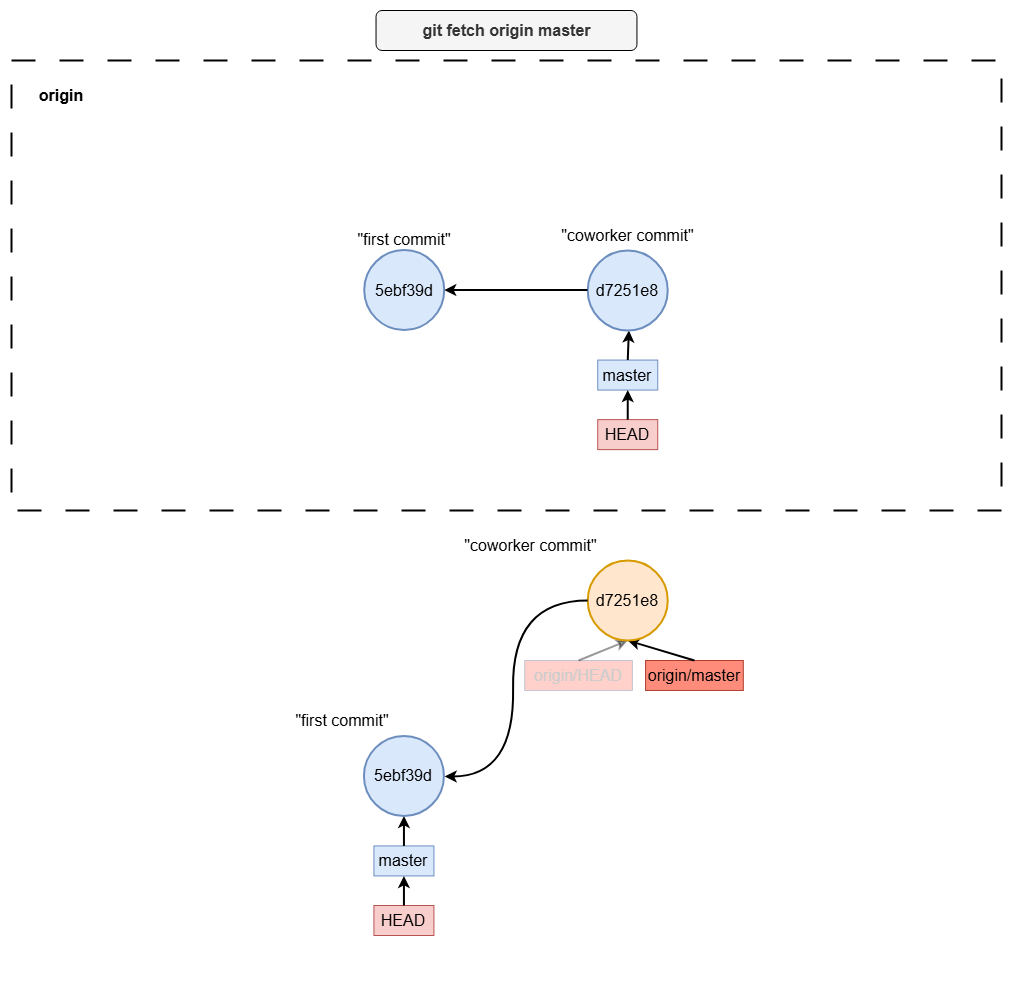 git fetch origin master
origin
"first commit"
"coworker commit"
5ebf39d
d7251e8
master
HEAD
"coworker commit"
d7251e8
origin/HEAD
origin/master
"first commit"
5ebf39d
master
HEAD